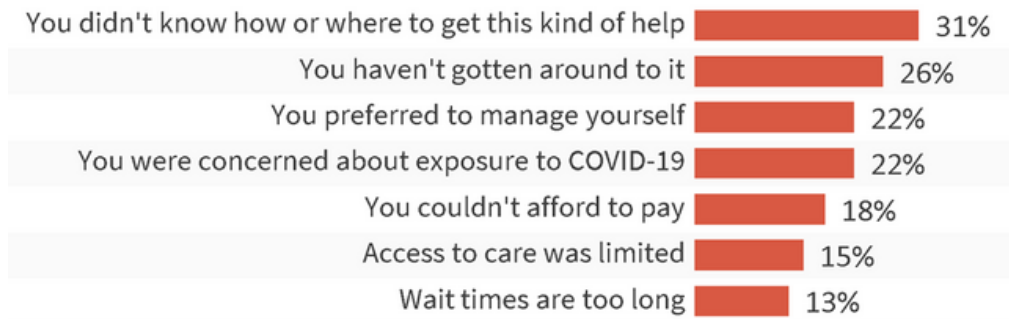 You didn't know how or where to get this kind of help 31%
You haven't gotten around to it 26%
You preferred to manage yourself 22%
You were concerned about exposure to COVID-19 22%
You couldn't afford to pay 18%
Access to care was limited 15%
Wait times are too long 13%